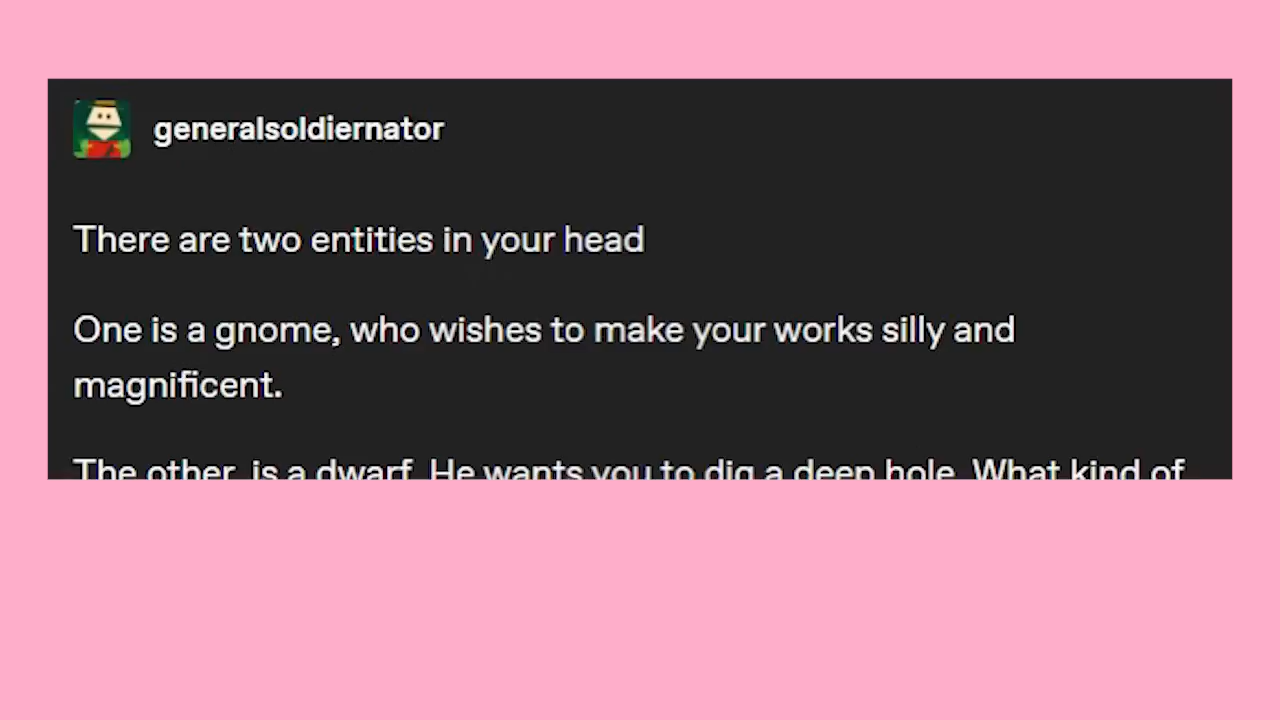 generalsoldiernator
There are two entities in your head
One is a gnome, who wishes to make your works silly and
magnificent.
The other, is a dwarf. He wants you to dig a deep hole. What kind of